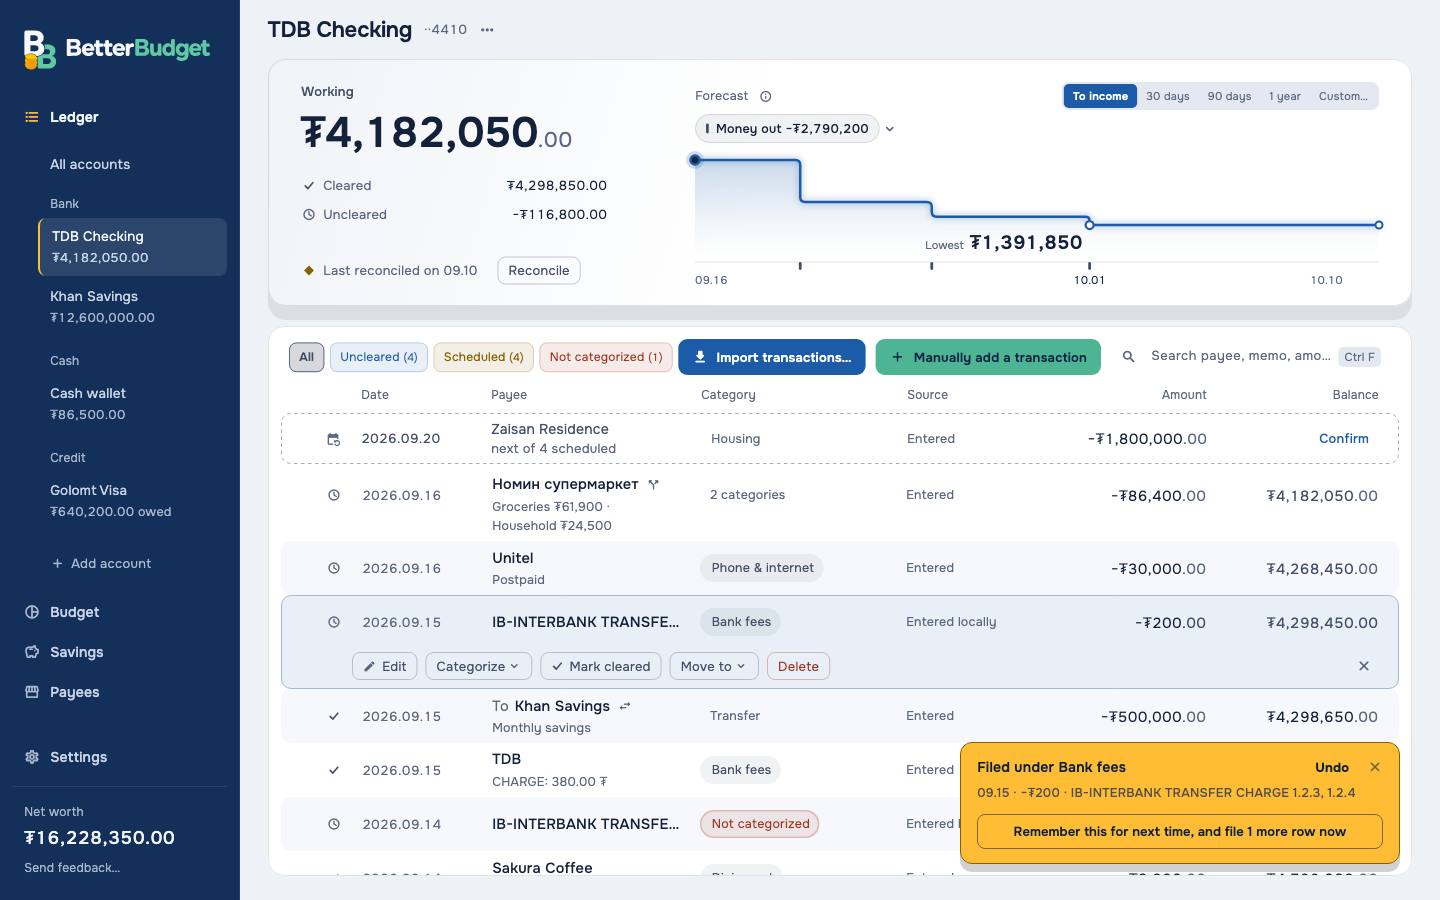 BetterBudget
Ledger
All accounts
Bank
TDB Checking
₮4,182,050.00
Khan Savings
₮12,600,000.00
Cash
Cash wallet
₮86,500.00
Credit
Golomt Visa
₮640,200.00 owed
+ Add account
Budget
Savings
Payees
Settings
Net worth
₮16,228,350.00
Send feedback...
TDB Checking ··4410 •••
Working
₮4,182,050.00
Cleared ₮4,298,850.00
Uncleared -₮116,800.00
Last reconciled on 09.10 Reconcile
Forecast
To income 30 days 90 days 1 year Custom...
Money out -₮2,790,200
Lowest ₮1,391,850
09.16 10.01 10.10
All Uncleared (4) Scheduled (4) Not categorized (1) Import transactions... + Manually add a transaction Search payee, memo, amo... Ctrl F
Date Payee Category Source Amount Balance
2026.09.20 Zaisan Residence Housing Entered -₮1,800,000.00 Confirm
next of 4 scheduled
2026.09.16 Номин супермаркет 2 categories Entered -₮86,400.00 ₮4,182,050.00
Groceries ₮61,900 ·
Household ₮24,500
2026.09.16 Unitel Phone & internet Entered -₮30,000.00 ₮4,268,450.00
Postpaid
2026.09.15 IB-INTERBANK TRANSFE... Bank fees Entered locally -₮200.00 ₮4,298,450.00
Edit Categorize Mark cleared Move to Delete
2026.09.15 To Khan Savings Transfer Entered -₮500,000.00 ₮4,298,650.00
Monthly savings
2026.09.15 TDB Bank fees Entered
CHARGE: 380.00 ₮
2026.09.14 IB-INTERBANK TRANSFE... Not categorized Entered
Sakura Coffee
Filed under Bank fees Undo
09.15 · -₮200 · IB-INTERBANK TRANSFER CHARGE 1.2.3, 1.2.4
Remember this for next time, and file 1 more row now